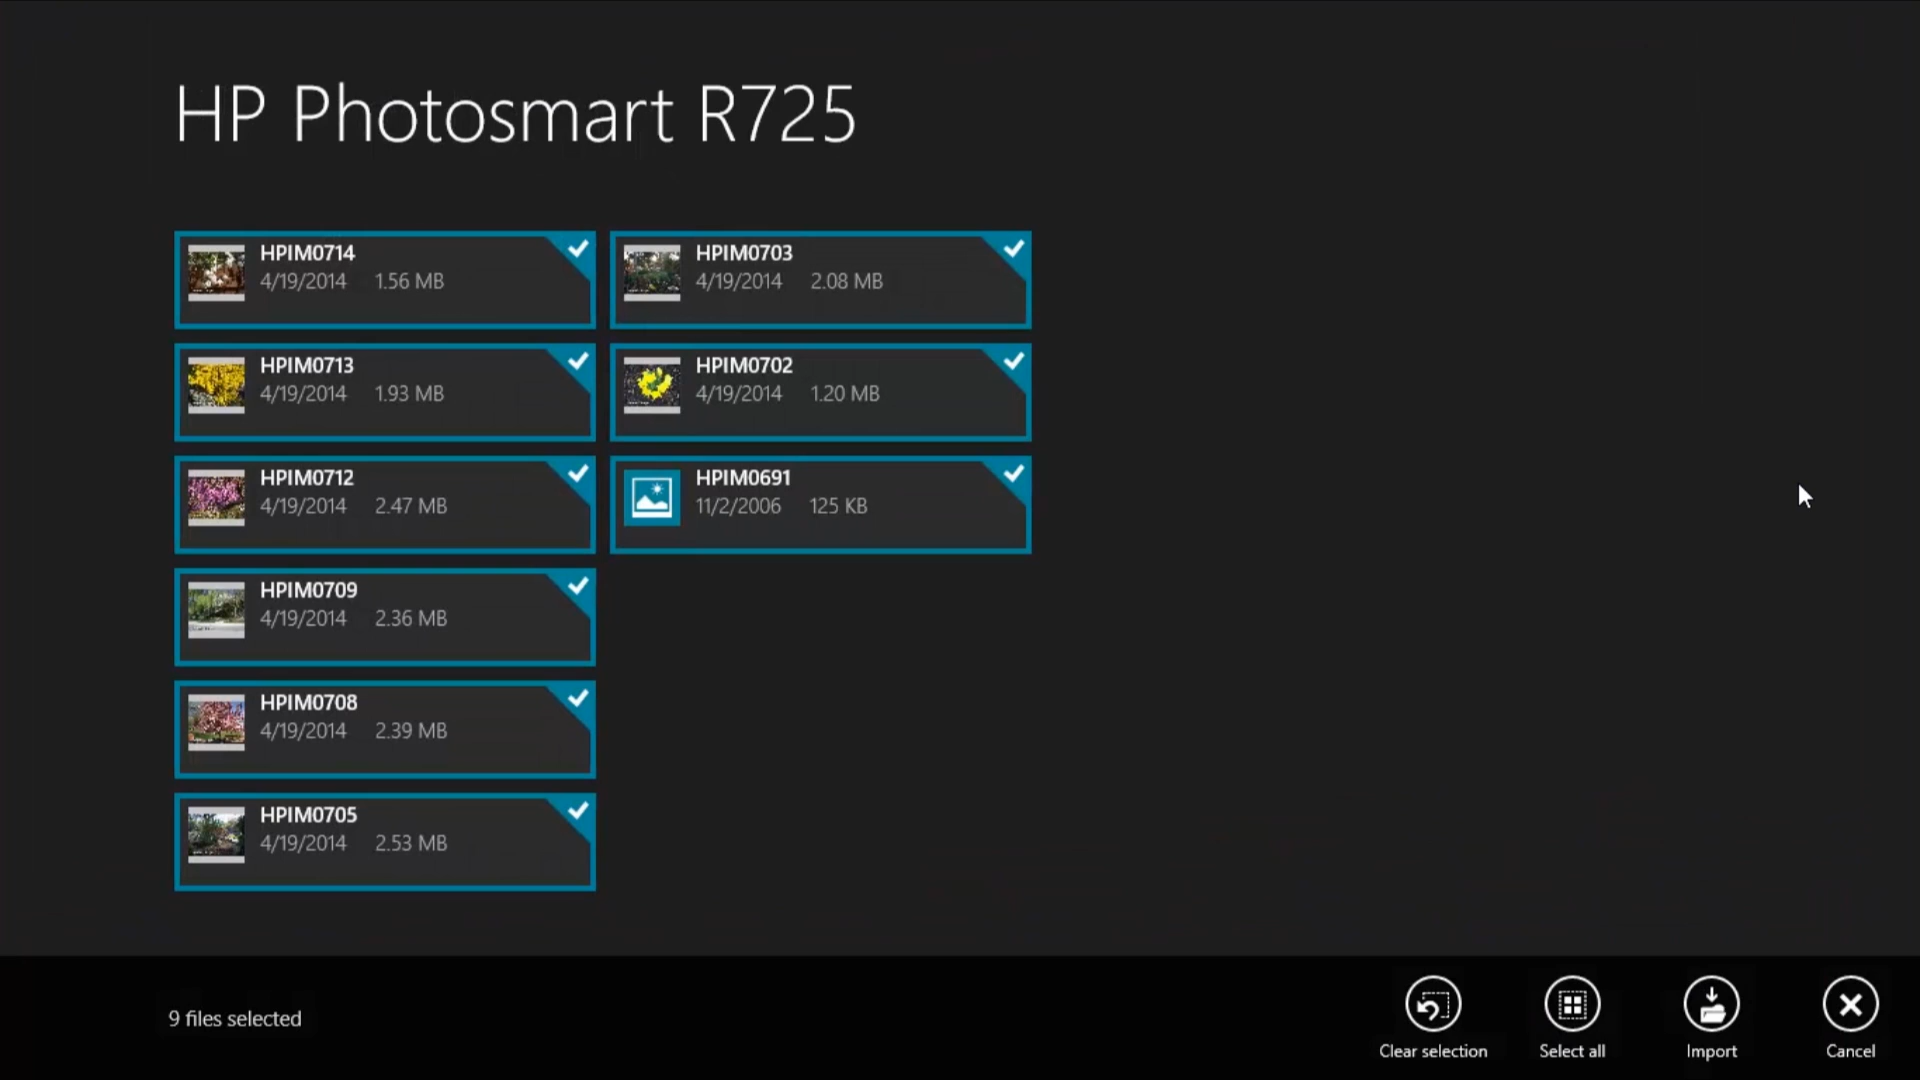 HP Photosmart R725
HPIM0714
4/19/2014 1.56 MB
HPIM0713
4/19/2014 1.93 MB
HPIM0712
4/19/2014 2.47 MB
HPIM0709
4/19/2014 2.36 MB
HPIM0708
4/19/2014 2.39 MB
HPIM0705
4/19/2014 2.53 MB
HPIM0703
4/19/2014 2.08 MB
HPIM0702
4/19/2014 1.20 MB
HPIM0691
11/2/2006 125 KB
9 files selected
Clear selection
Select all
Import
Cancel